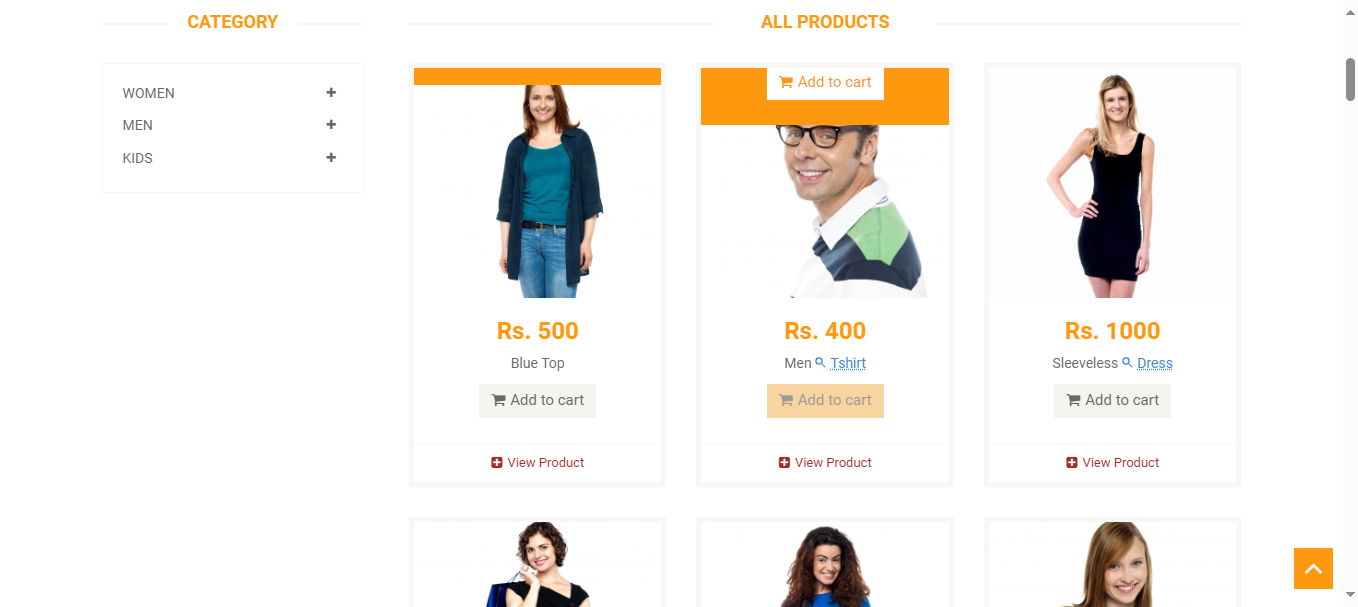 CATEGORY
ALL PRODUCTS
WOMEN
MEN
KIDS
Add to cart
Rs. 500
Rs. 400
Rs. 1000
Blue Top
Men Tshirt
Sleeveless Dress
Add to cart
Add to cart
Add to cart
View Product
View Product
View Product